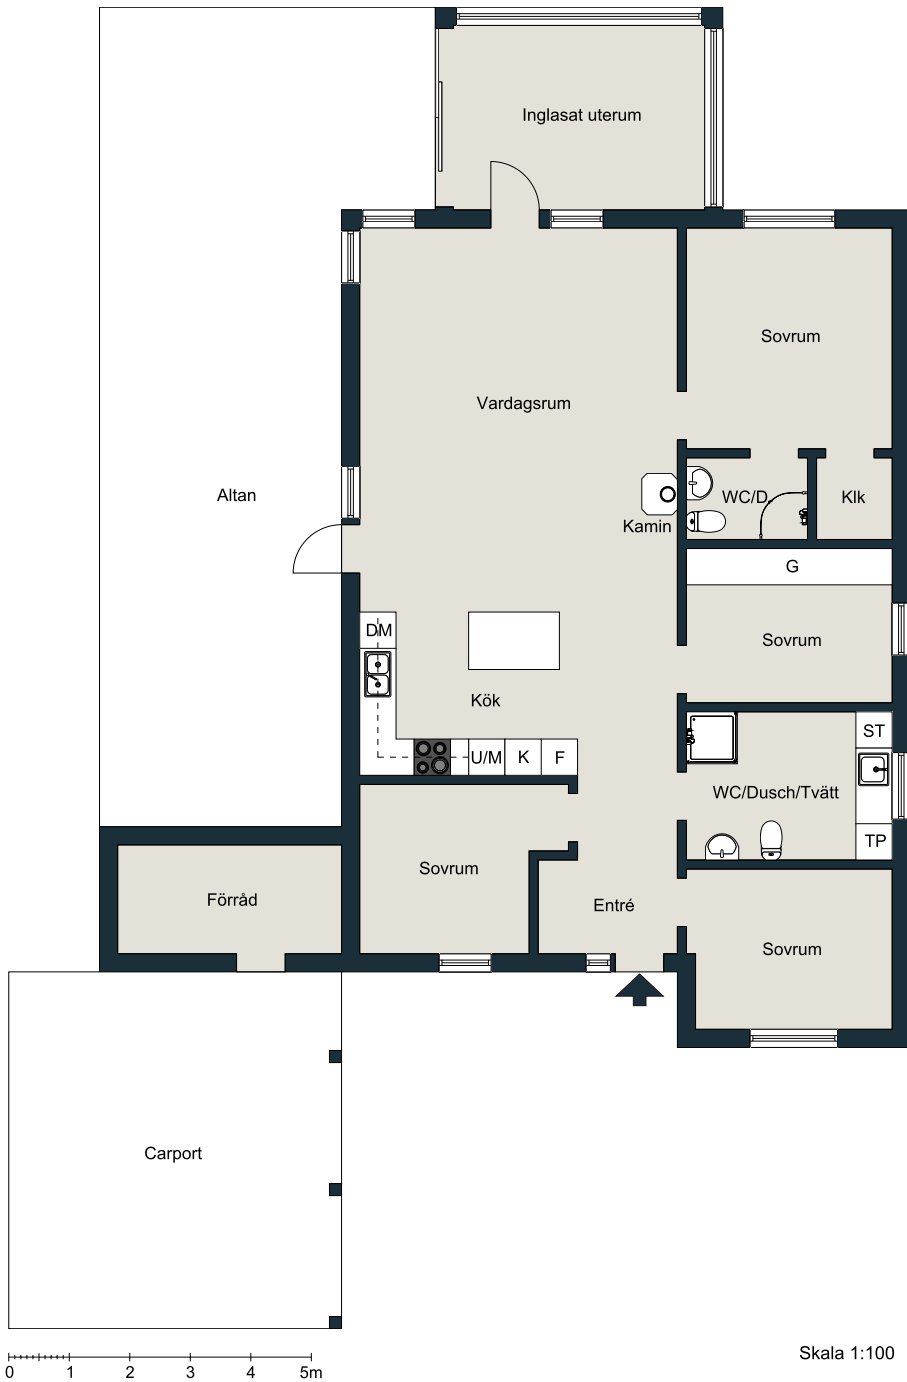 Inglasat uterum
Sovrum
Vardagsrum
Altan
WC/D
Klk
Kamin
G
DM
Sovrum
Kök
ST
U/M
K
F
WC/Dusch/Tvätt
TP
Sovrum
Förråd
Entré
Sovrum
Carport
Skala 1:100
0 1 2 3 4 5m